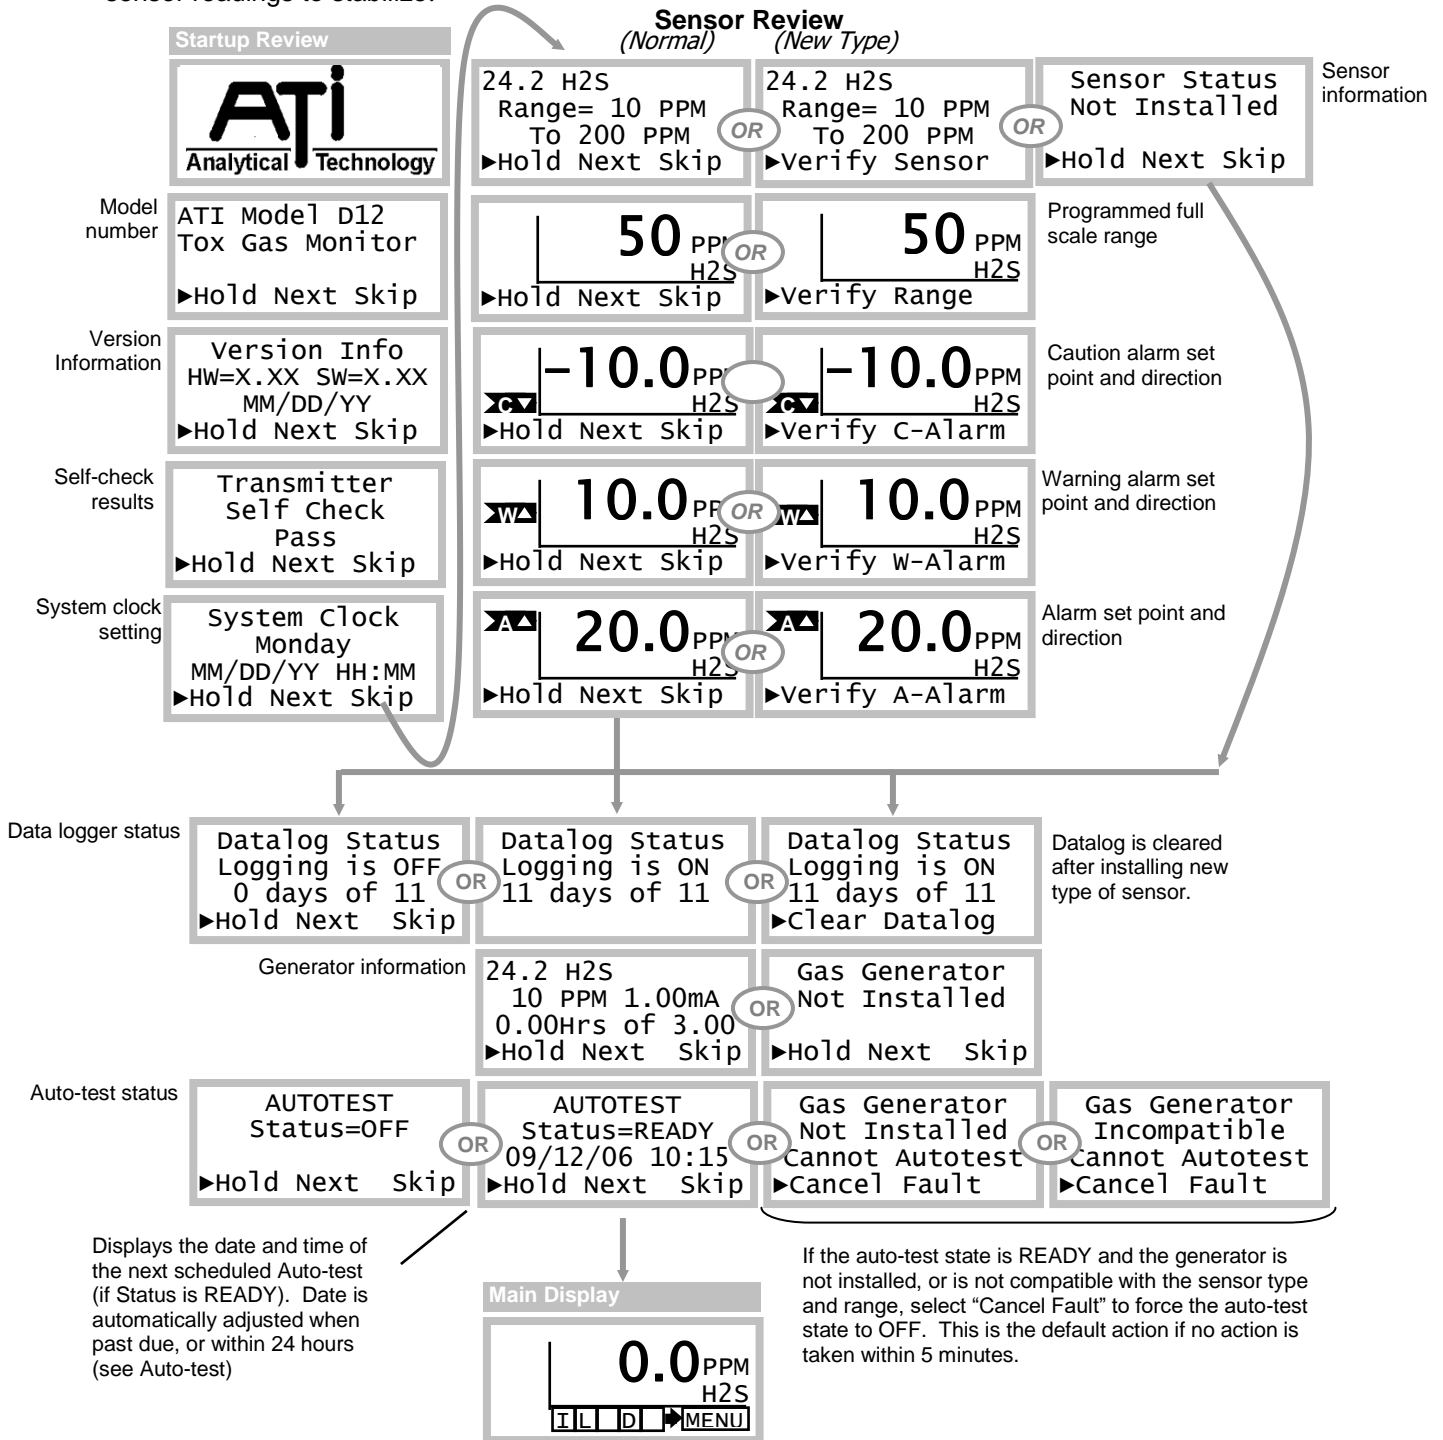 sensor readings to stabilize.
Sensor Review
Startup Review
(Normal)
(New Type)
ATi
Analytical Technology
24.2 H2S
Range= 10 PPM
To 200 PPM
►Hold Next Skip
OR
24.2 H2S
Range= 10 PPM
To 200 PPM
►Verify Sensor
OR
Sensor Status
Not Installed
►Hold Next Skip
Sensor
information
Model
number
ATI Model D12
Tox Gas Monitor
►Hold Next Skip
50 PPM
H2S
►Hold Next Skip
OR
50 PPM
H2S
►Verify Range
Programmed full
scale range
Version
Information
Version Info
HW=X.XX SW=X.XX
MM/DD/YY
►Hold Next Skip
-10.0 PP
H2S
C▼
►Hold Next Skip
-10.0 PPM
H2S
C▼
►Verify C-Alarm
Caution alarm set
point and direction
Self-check
results
Transmitter
Self Check
Pass
►Hold Next Skip
10.0 PP
H2S
W▲
►Hold Next Skip
OR
10.0 PPM
H2S
W▲
►Verify W-Alarm
Warning alarm set
point and direction
System clock
setting
System Clock
Monday
MM/DD/YY HH:MM
►Hold Next Skip
A▲
20.0 PPM
H2S
►Hold Next Skip
OR
A▲
20.0 PPM
H2S
►Verify A-Alarm
Alarm set point and
direction
Data logger status
Datalog Status
Logging is OFF
0 days of 11
►Hold Next Skip
OR
Datalog Status
Logging is ON
11 days of 11
OR
Datalog Status
Logging is ON
11 days of 11
►Clear Datalog
Datalog is cleared
after installing new
type of sensor.
Generator information
24.2 H2S
10 PPM 1.00mA
0.00Hrs of 3.00
►Hold Next Skip
OR
Gas Generator
Not Installed
►Hold Next Skip
Auto-test status
AUTOTEST
Status=OFF
►Hold Next Skip
OR
AUTOTEST
Status=READY
09/12/06 10:15
►Hold Next Skip
OR
Gas Generator
Not Installed
Cannot Autotest
►Cancel Fault
OR
Gas Generator
Incompatible
Cannot Autotest
►Cancel Fault
Displays the date and time of
the next scheduled Auto-test
(if Status is READY). Date is
automatically adjusted when
past due, or within 24 hours
(see Auto-test)
If the auto-test state is READY and the generator is
not installed, or is not compatible with the sensor type
and range, select “Cancel Fault” to force the auto-test
state to OFF. This is the default action if no action is
taken within 5 minutes.
Main Display
0.0 PPM
H2S
I L D MENU